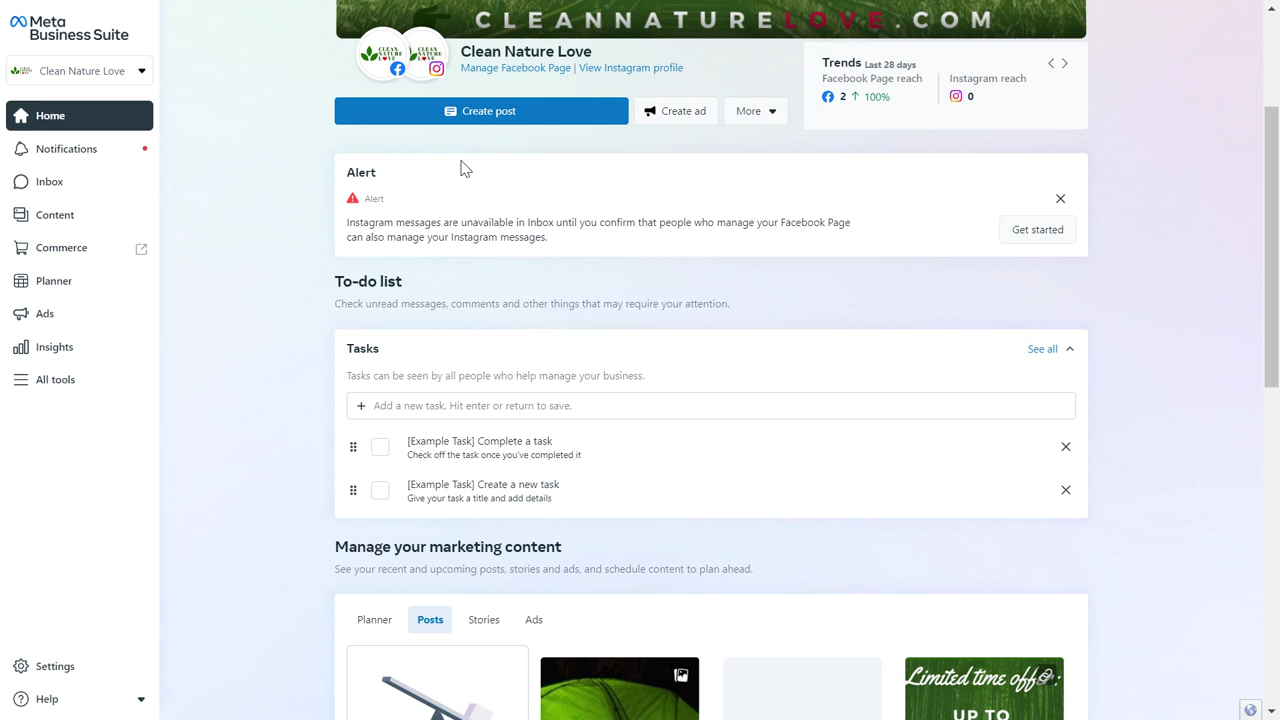 CLEANNATURELOVE.COM
Meta
Business Suite
Clean Nature Love
Home
Notifications
Inbox
Content
Commerce
Planner
Ads
Insights
All tools
Settings
Help
CLEAN
NATURE
LOVE
Clean Nature Love
Manage Facebook Page | View Instagram profile
Create post
Create ad
More
Trends Last 28 days
Facebook Page reach
2 ↑ 100%
Instagram reach
0
Alert
Alert
Instagram messages are unavailable in Inbox until you confirm that people who manage your Facebook Page
can also manage your Instagram messages.
Get started
To-do list
Check unread messages, comments and other things that may require your attention.
Tasks
See all
Tasks can be seen by all people who help manage your business.
+ Add a new task. Hit enter or return to save.
[Example Task] Complete a task
Check off the task once you've completed it
[Example Task] Create a new task
Give your task a title and add details
Manage your marketing content
See your recent and upcoming posts, stories and ads, and schedule content to plan ahead.
Planner
Posts
Stories
Ads
Limited time offer:
UP TO